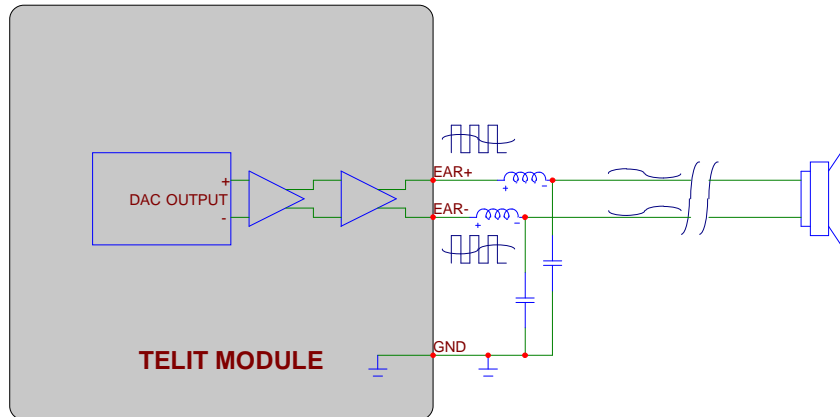 EAR+
+ -
+
DAC OUTPUT
-
EAR-
+ -
GND
TELIT MODULE